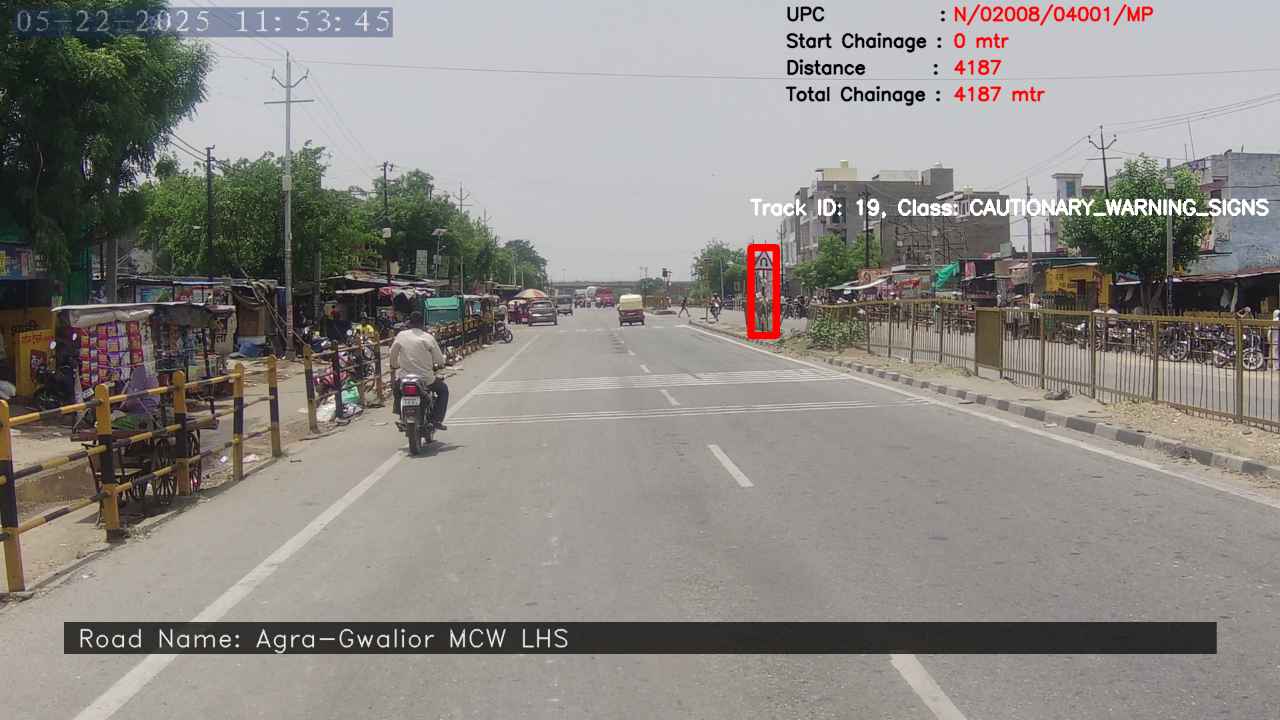 05-22-2025 11:53:45
UPC : N/02008/04001/MP
Start Chainage : 0 mtr
Distance : 4187
Total Chainage : 4187 mtr
Track ID: 19, Class: CAUTIONARY_WARNING_SIGNS
Road Name: Agra-Gwalior MCW LHS